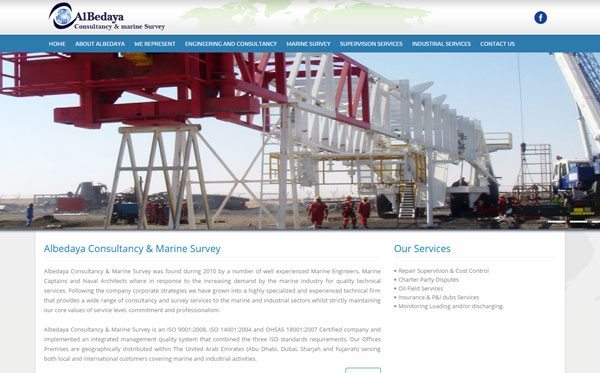 AlBedaya
Consultancy & marine Survey
f
HOME ABOUT ALBEDAYA WE REPRESENT ENGINEERING AND CONSULTANCY MARINE SURVEY SUPERVISION SERVICES INDUSTRIAL SERVICES CONTACT US
Albedaya Consultancy & Marine Survey
Albedaya Consultancy & Marine Survey was found during 2010 by a number of well experienced Marine Engineers, Marine
Captains and Naval Architects where in response to the increasing demand by the marine industry for quality technical
services. Following the company corporate strategies we have grown into a highly specialized and experienced technical firm
that provides a wide range of consultancy and survey services to the marine and industrial sectors whilst strictly maintaining
our core values of service level, commitment and professionalism.
Albedaya Consultancy & Marine Survey is an ISO 9001:2008, ISO 14001:2004 and OHSAS 18001:2007 Certified company and
implemented an integrated management quality system that combined the three ISO standards requirements. Our Offices
Premises are geographically distributed within The United Arab Emirates (Abu Dhabi, Dubai, Sharjah and Fujairah) serving
both local and international customers covering marine and industrial activities.
Our Services
Repair Supervision & Cost Control
Charter Party Disputes
Oil Field Services
Insurance & P&I clubs Services
Monitoring Loading and/or discharging.